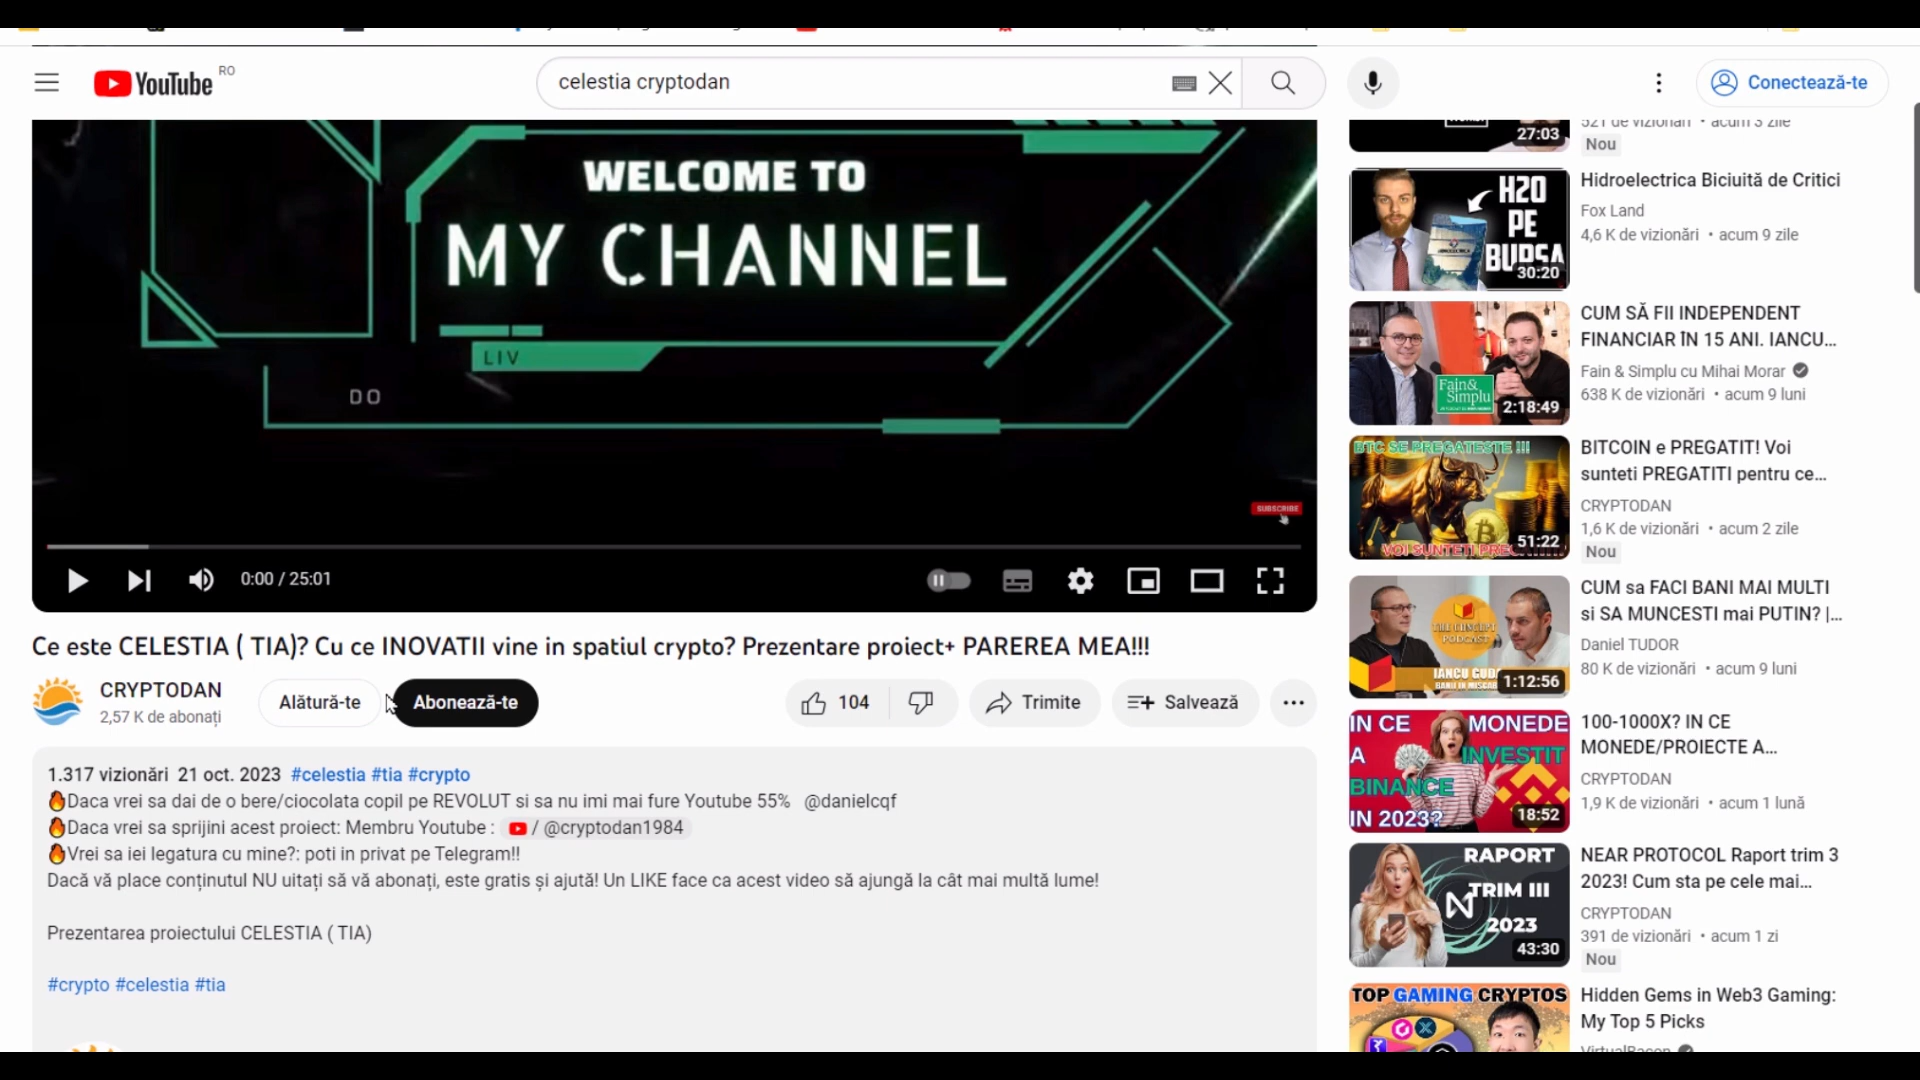 YouTube RO
celestia cryptodan
Conectează-te
WELCOME TO
MY CHANNEL
LIV
DO
SUBSCRIBE
0:00 / 25:01
Ce este CELESTIA ( TIA)? Cu ce INOVATII vine in spatiul crypto? Prezentare proiect+ PAREREA MEA!!!
CRYPTODAN
2,57 K de abonați
Alătură-te
Abonează-te
104
Trimite
Salvează
1.317 vizionări 21 oct. 2023 #celestia #tia #crypto
🔥Daca vrei sa dai de o bere/ciocolata copil pe REVOLUT si sa nu imi mai fure Youtube 55% @danielcqf
🔥Daca vrei sa sprijini acest proiect: Membru Youtube : / @cryptodan1984
🔥Vrei sa iei legatura cu mine?: poti in privat pe Telegram!!
Dacă vă place conținutul NU uitați să vă abonați, este gratis și ajută! Un LIKE face ca acest video să ajungă la cât mai multă lume!
Prezentarea proiectului CELESTIA ( TIA)
#crypto #celestia #tia
27:03
521 de vizionări • acum 3 zile
Nou
H2O
PE
BURSA
30:20
Hidroelectrica Biciuită de Critici
Fox Land
4,6 K de vizionări • acum 9 zile
Fain&
Simplu
2:18:49
CUM SĂ FII INDEPENDENT
FINANCIAR ÎN 15 ANI. IANCU...
Fain & Simplu cu Mihai Morar
638 K de vizionări • acum 9 luni
BTC SE PREGATESTE !!!
VOI SUNTETI
51:22
BITCOIN e PREGATIT! Voi
sunteti PREGATITI pentru ce...
CRYPTODAN
1,6 K de vizionări • acum 2 zile
Nou
PODCAST
IANCU
1:12:56
CUM sa FACI BANI MAI MULTI
si SA MUNCESTI mai PUTIN? |...
Daniel TUDOR
80 K de vizionări • acum 9 luni
IN CE MONEDE
A INVESTIT
BINANCE
IN 2023?
18:52
100-1000X? IN CE
MONEDE/PROIECTE A...
CRYPTODAN
1,9 K de vizionări • acum 1 lună
RAPORT
TRIM III
2023
43:30
NEAR PROTOCOL Raport trim 3
2023! Cum sta pe cele mai...
CRYPTODAN
391 de vizionări • acum 1 zi
Nou
TOP GAMING CRYPTOS
Hidden Gems in Web3 Gaming:
My Top 5 Picks
VirtualBacon